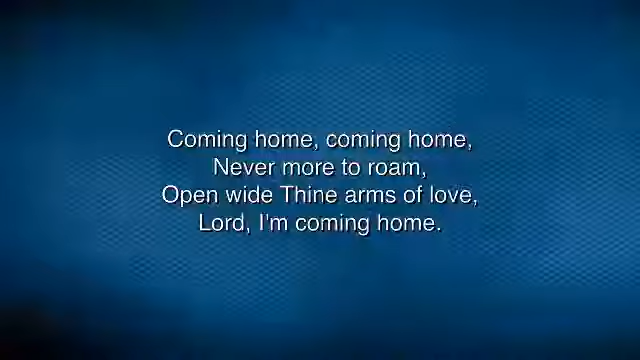 Coming home, coming home,
Never more to roam,
Open wide Thine arms of love,
Lord, I'm coming home.